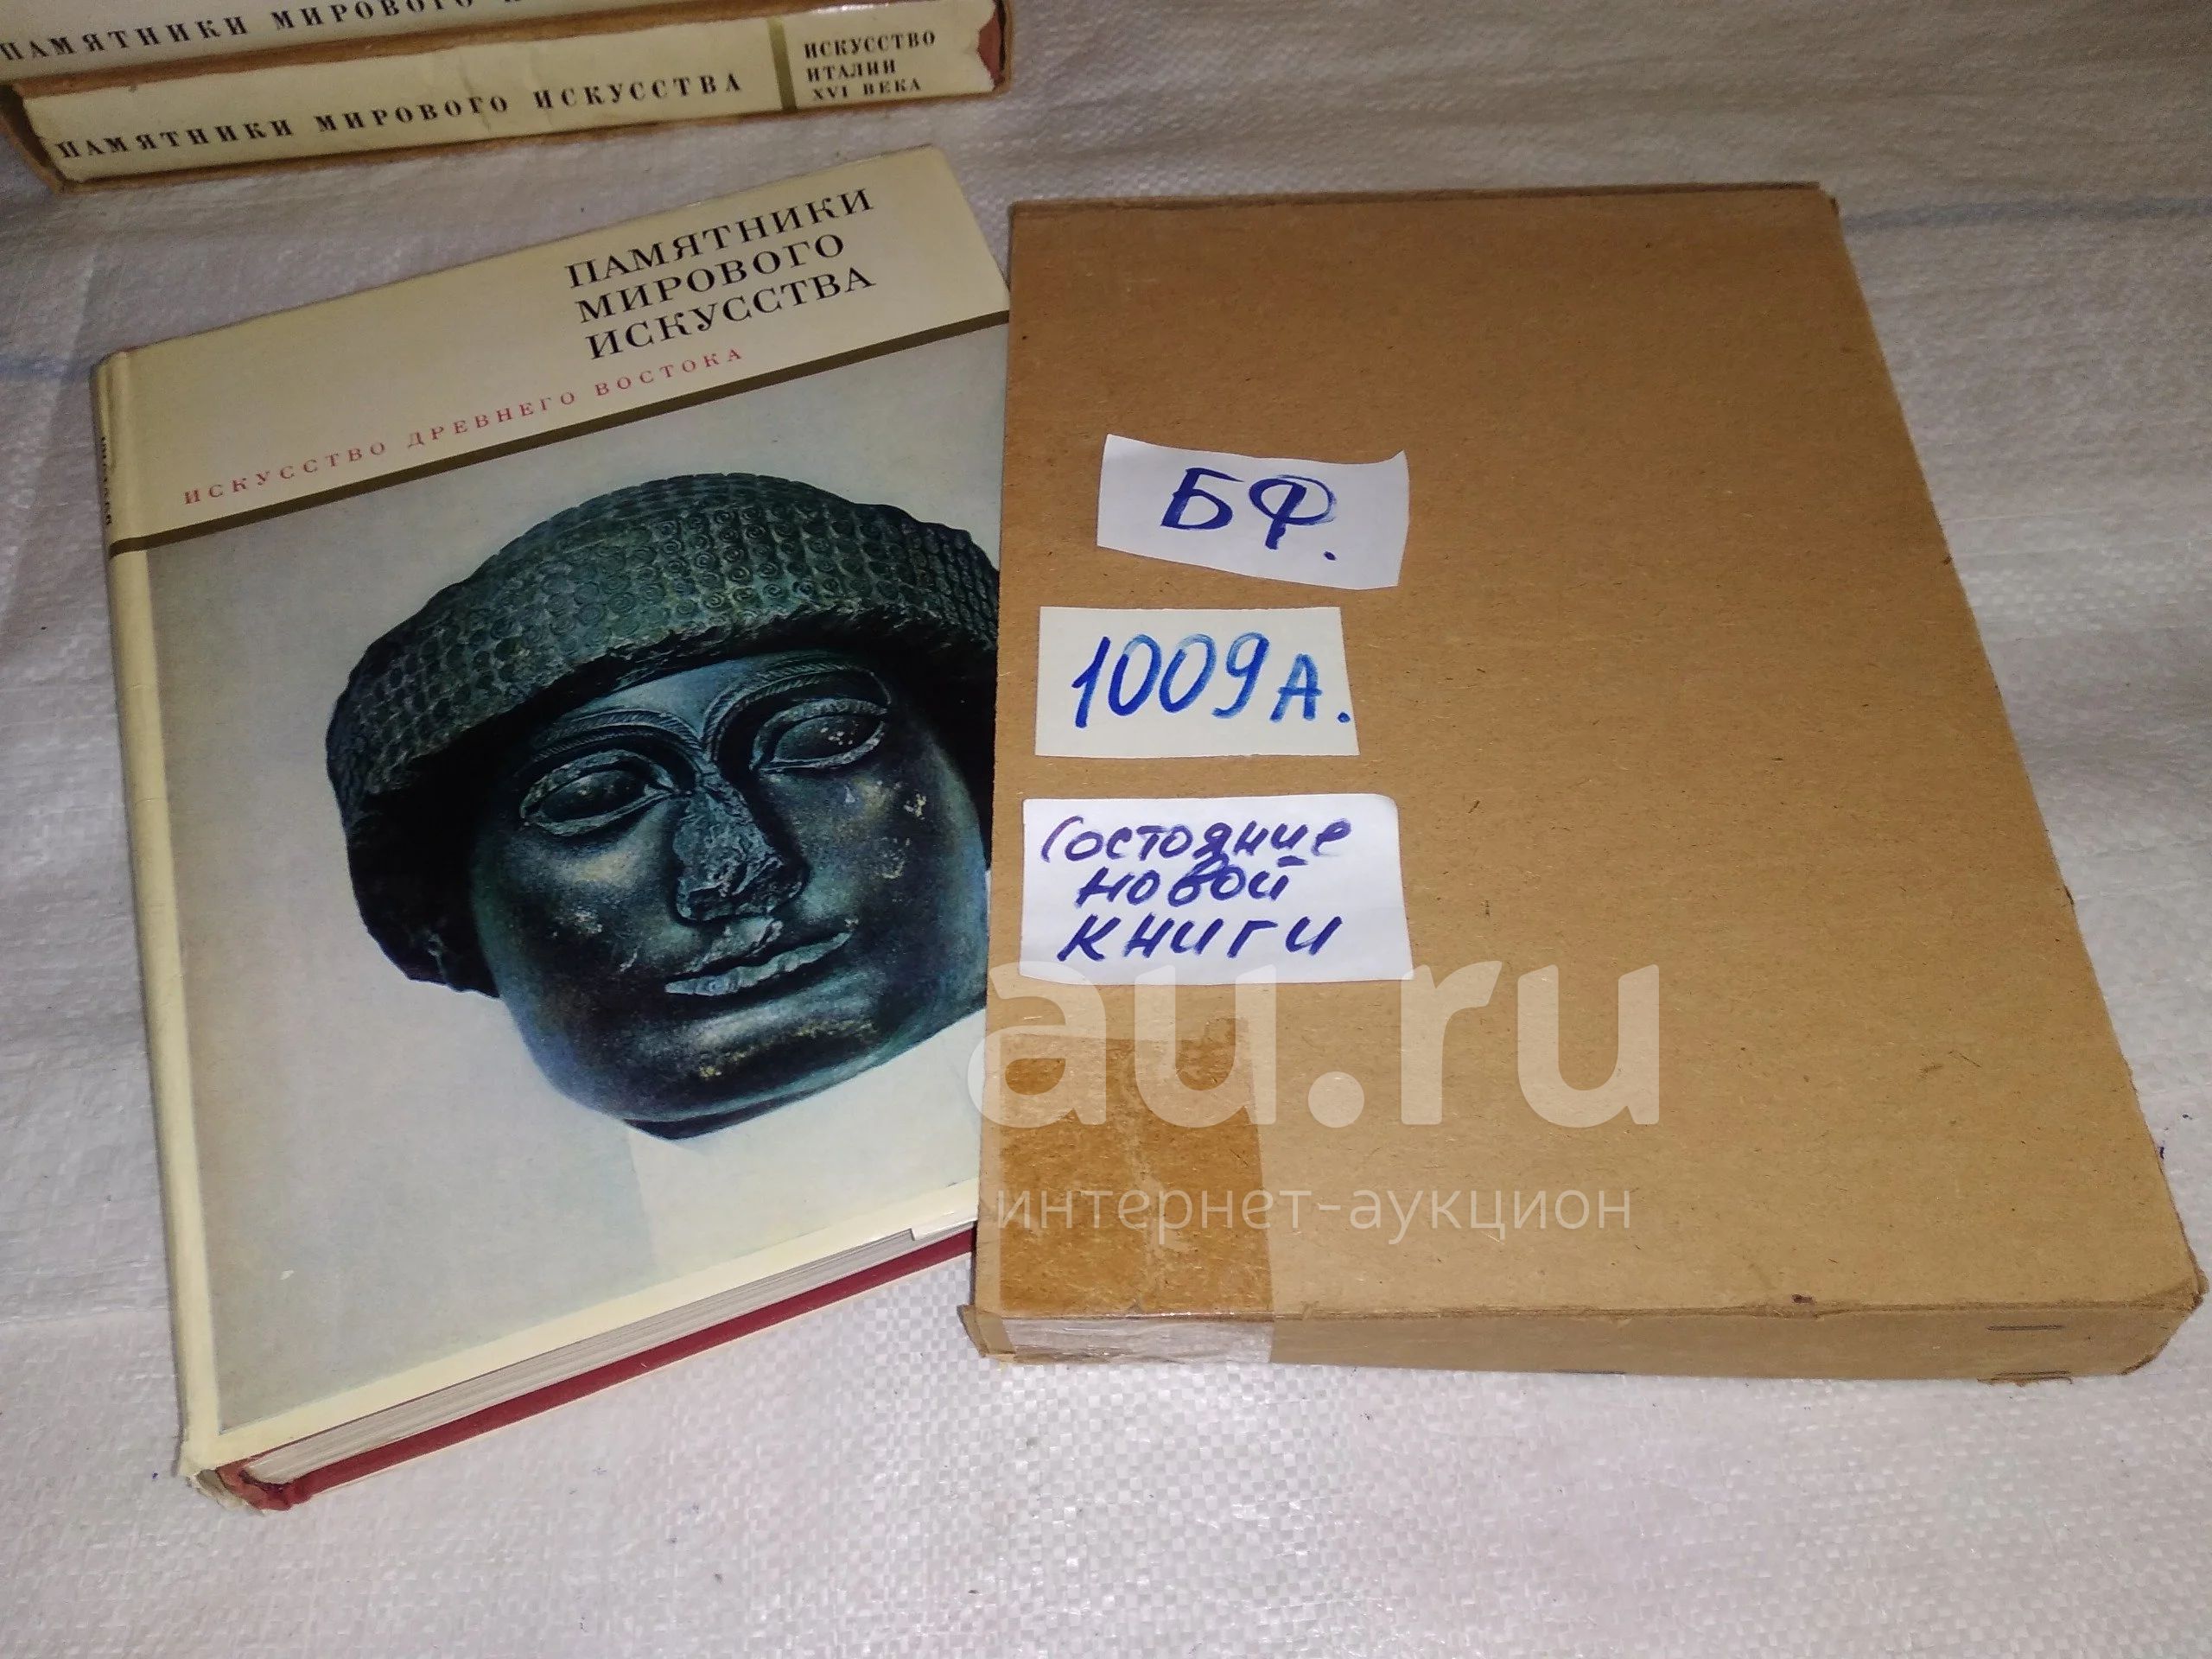 ПАМЯТНИКИ МИРОВОГО
ПАМЯТНИКИ МИРОВОГО ИСКУССТВА
ИСКУССТВО
ИТАЛИИ
XVI ВЕКА
ПАМЯТНИКИ
МИРОВОГО
ИСКУССТВА
ИСКУССТВО ДРЕВНЕГО ВОСТОКА
БФ.
1009А.
Состояние
новой
книги
au.ru
интернет-аукцион